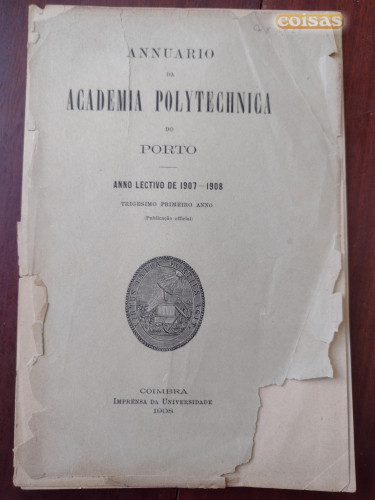 coisas
ANNUARIO
DA
ACADEMIA POLYTECHNICA
DO
PORTO
ANNO LECTIVO DE 1907–1908
TRIGESIMO PRIMEIRO ANNO
(Publicação official)
COIMBRA
IMPRENSA DA UNIVERSIDADE
1908